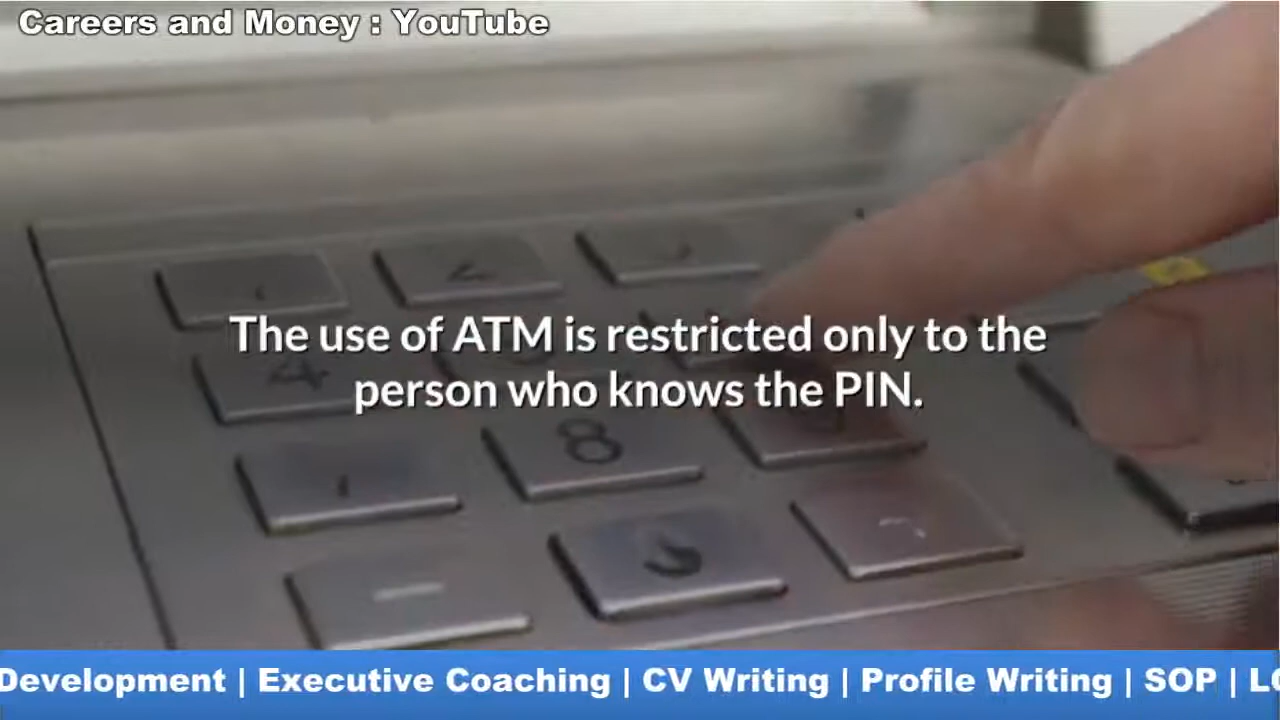 Careers and Money : YouTube
The use of ATM is restricted only to the
person who knows the PIN.
4
8
Development | Executive Coaching | CV Writing | Profile Writing | SOP |